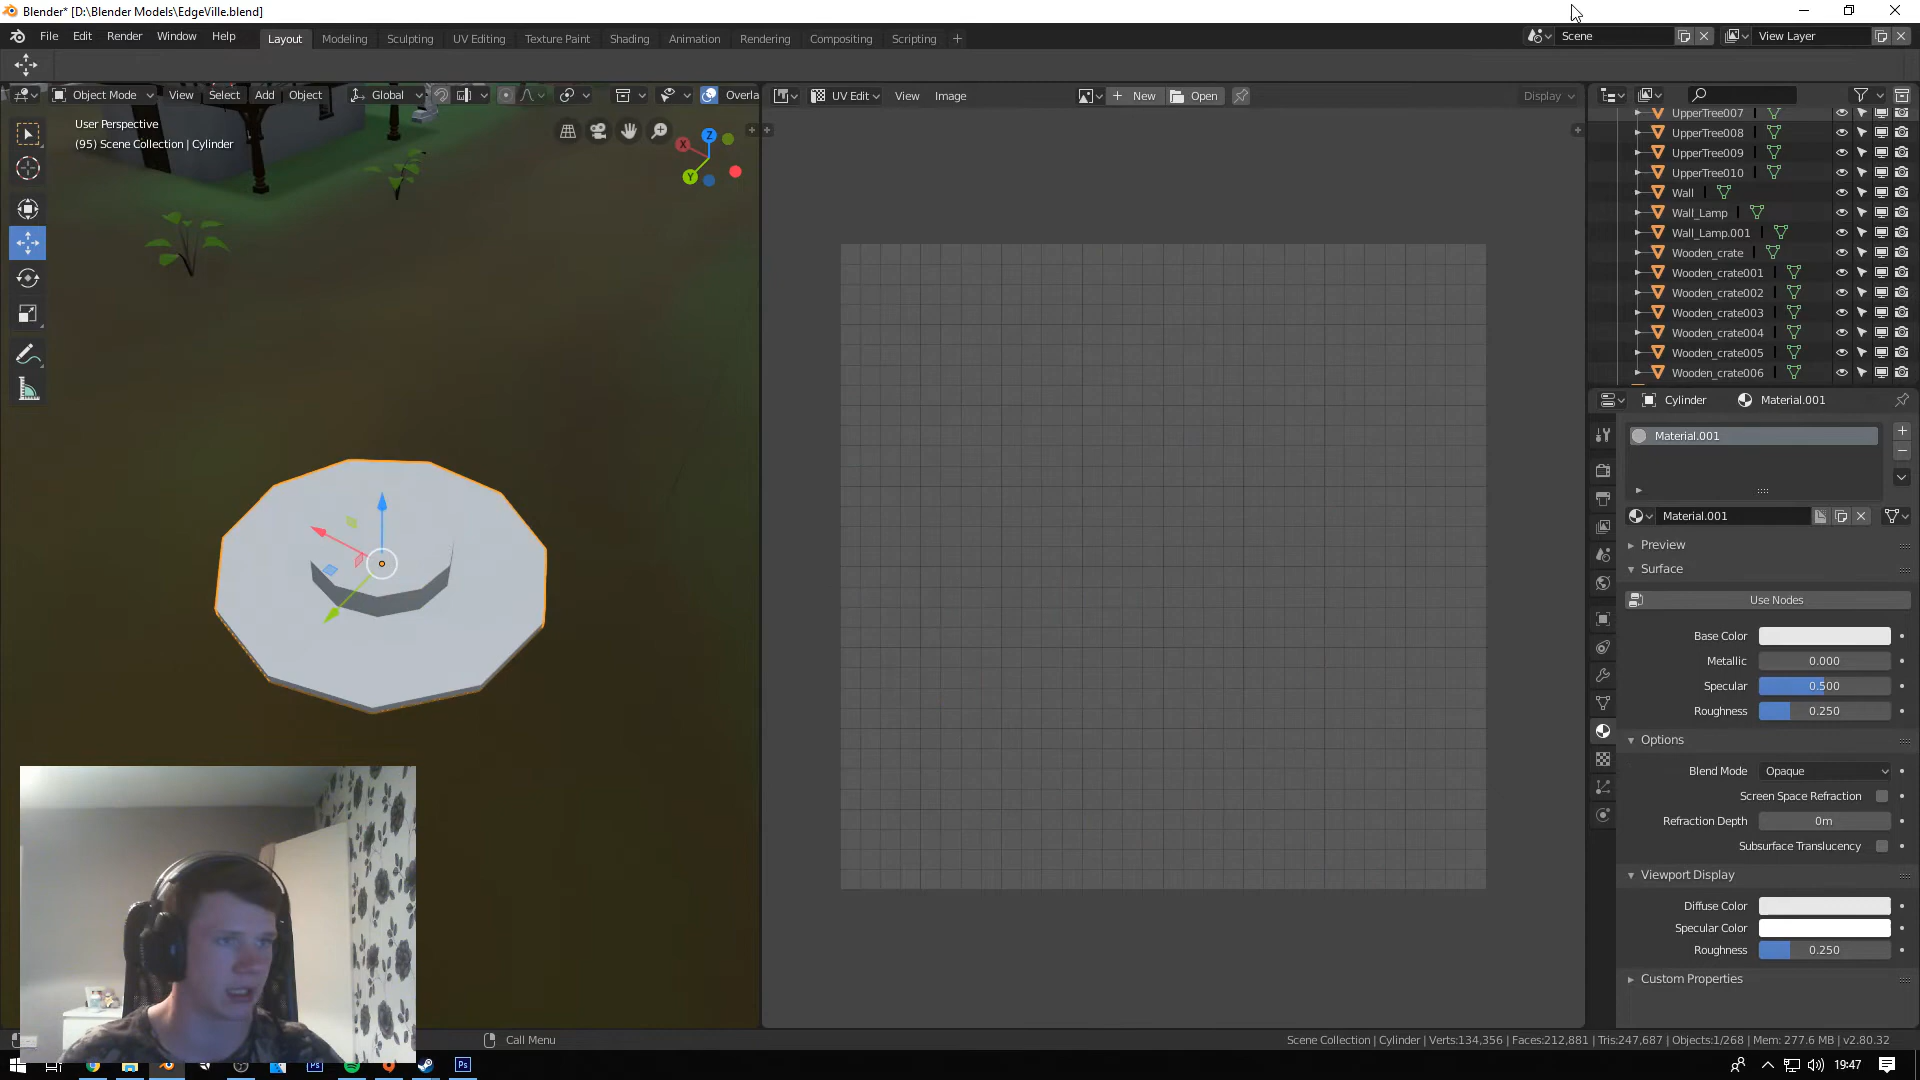 Blender* [D:\Blender Models\EdgeVille.blend]
File Edit Render Window Help Layout Modeling Sculpting UV Editing Texture Paint Shading Animation Rendering Compositing Scripting + Scene View Layer
Object Mode View Select Add Object Global Overla UV Edit View Image New Open Display
User Perspective
(95) Scene Collection | Cylinder
X
Y
Z
UpperTree007
UpperTree008
UpperTree009
UpperTree010
Wall
Wall_Lamp
Wall_Lamp.001
Wooden_crate
Wooden_crate001
Wooden_crate002
Wooden_crate003
Wooden_crate004
Wooden_crate005
Wooden_crate006
Cylinder Material.001
Material.001
Material.001
Preview
Surface
Use Nodes
Base Color
Metallic 0.000
Specular 0.500
Roughness 0.250
Options
Blend Mode Opaque
Screen Space Refraction
Refraction Depth 0m
Subsurface Translucency
Viewport Display
Diffuse Color
Specular Color
Roughness 0.250
Custom Properties
Call Menu
Scene Collection | Cylinder | Verts:134,356 | Faces:212,881 | Tris:247,687 | Objects:1/268 | Mem: 277.6 MB | v2.80.32
Ps Ps 19:47